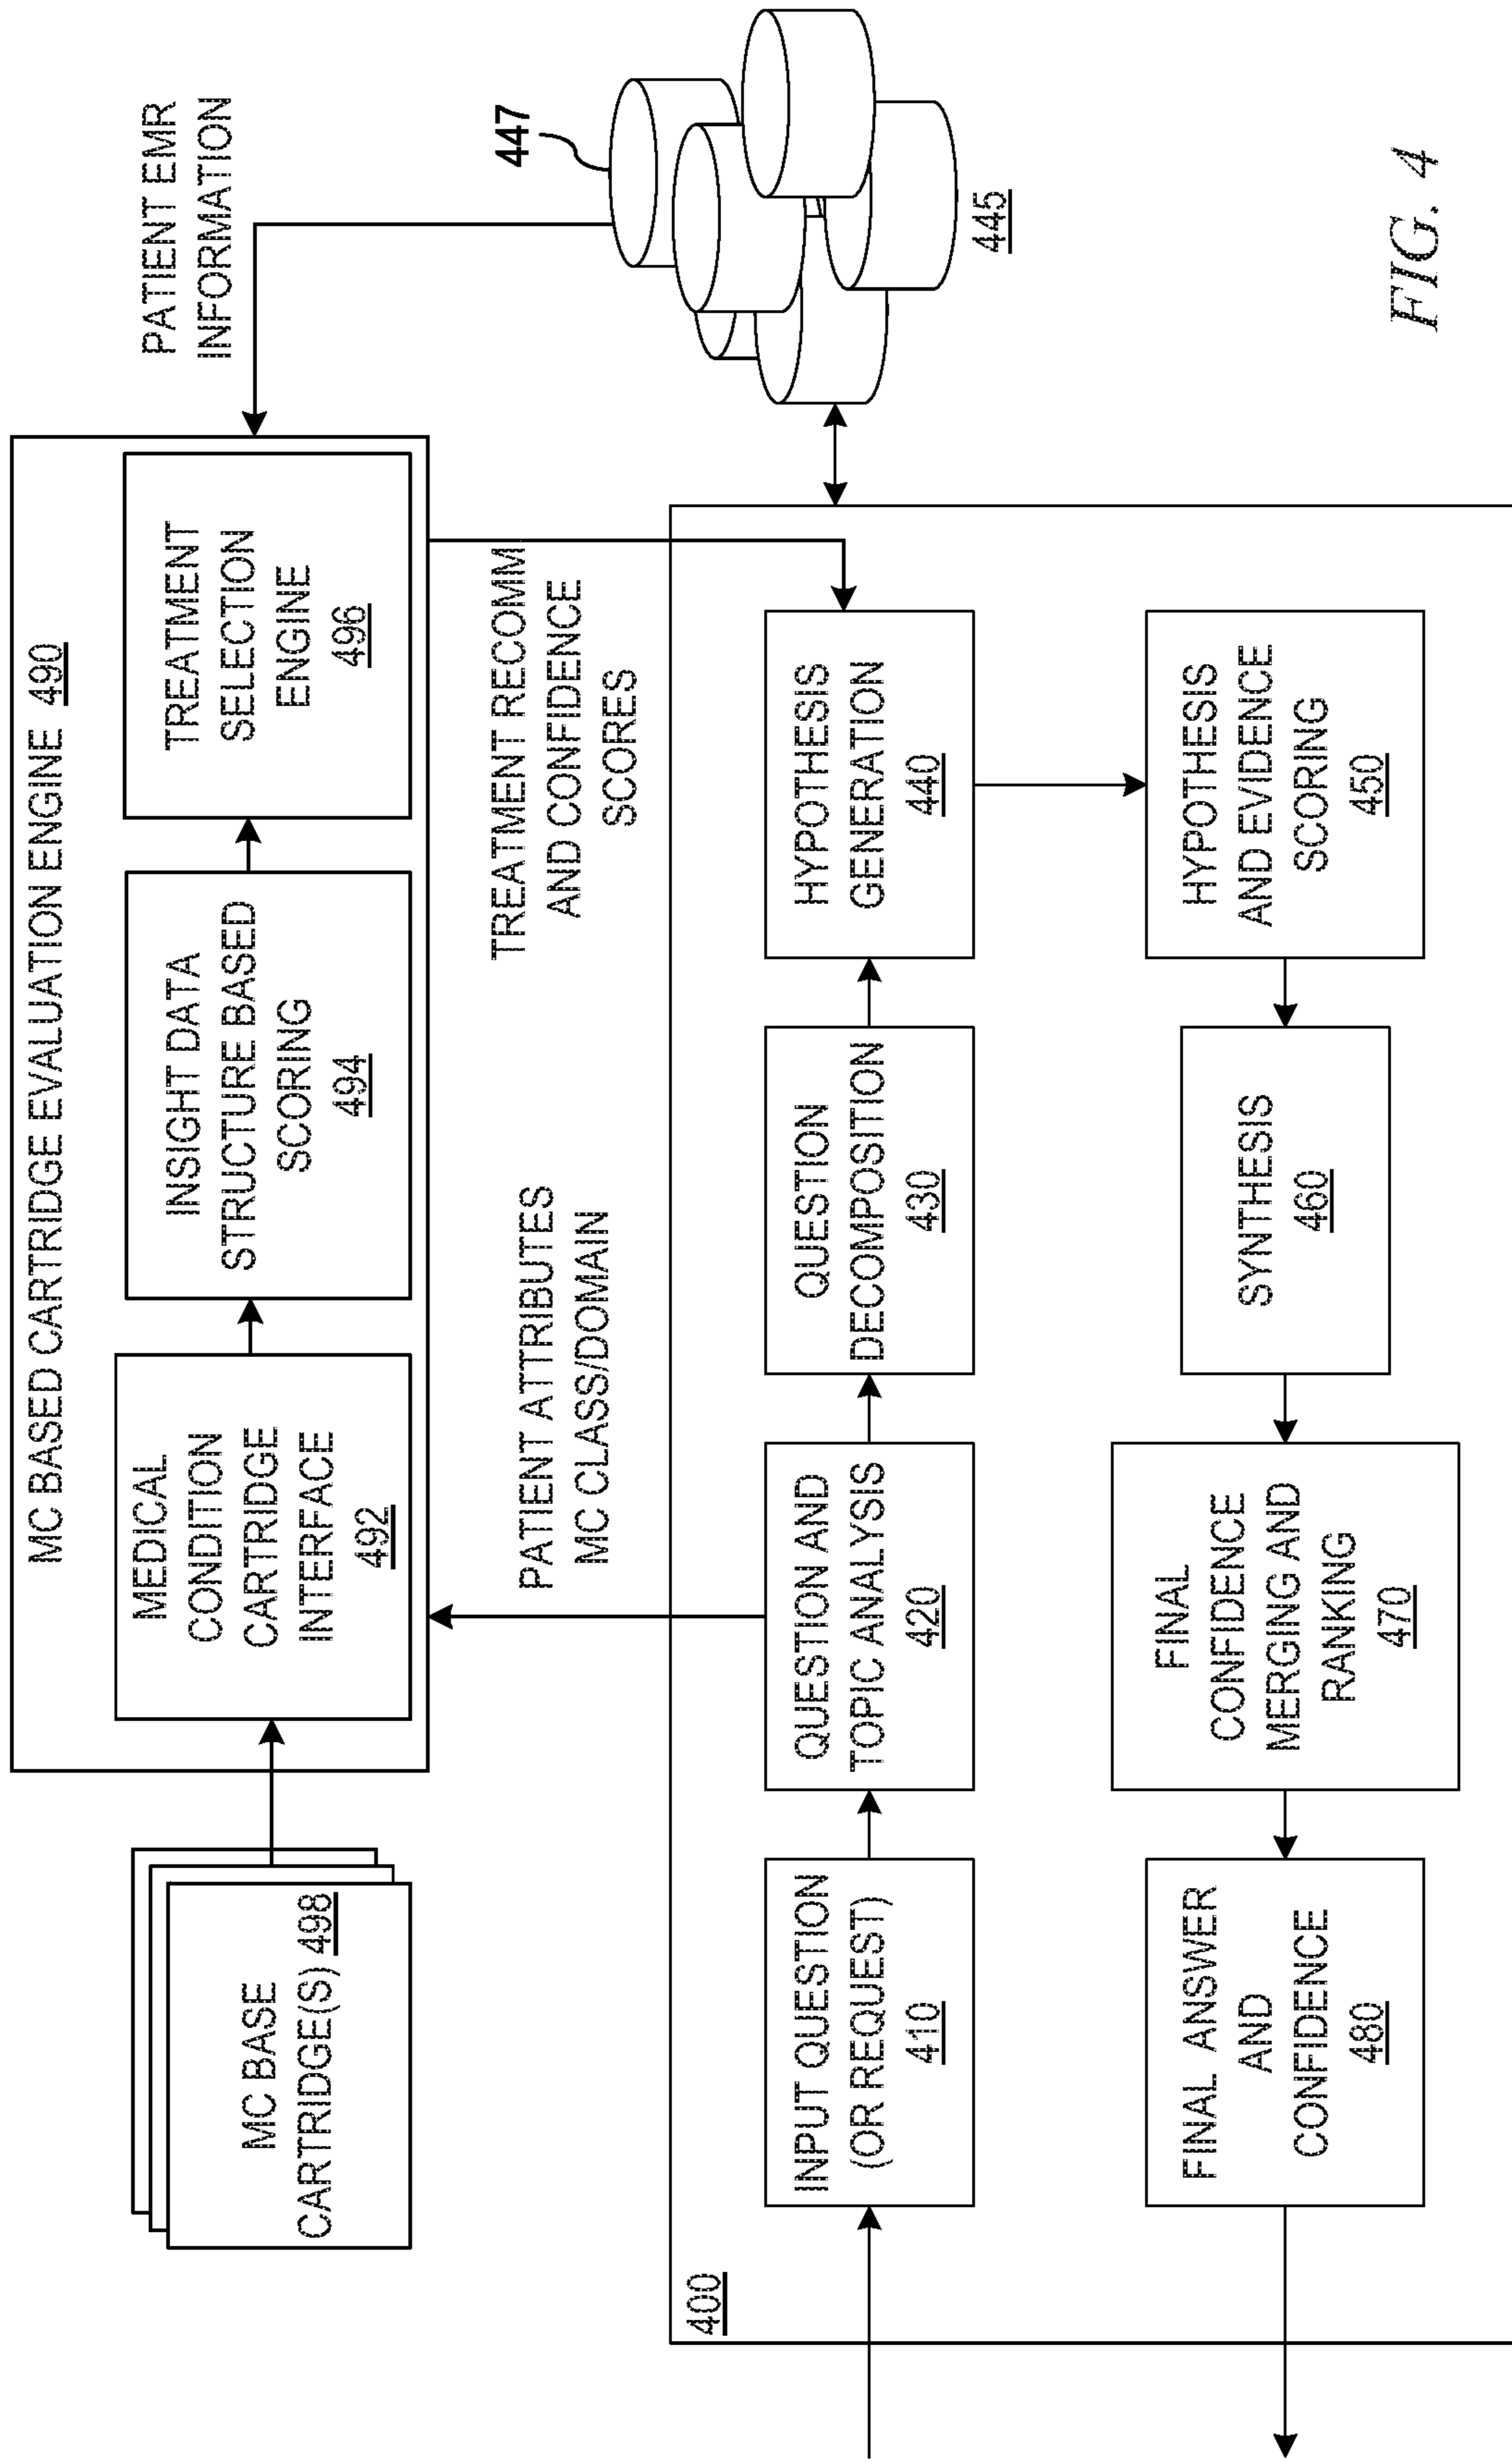 MC BASED CARTRIDGE EVALUATION ENGINE 490
MC BASE
CARTRIDGE(S) 498
MEDICAL
CONDITION
CARTRIDGE
INTERFACE
492
INSIGHT DATA
STRUCTURE BASED
SCORING
494
TREATMENT
SELECTION
ENGINE
496
PATIENT EMR
INFORMATION
PATIENT ATTRIBUTES
MC CLASS/DOMAIN
TREATMENT RECOMM
AND CONFIDENCE
SCORES
447
445
400
INPUT QUESTION
(OR REQUEST)
410
QUESTION AND
TOPIC ANALYSIS
420
QUESTION
DECOMPOSITION
430
HYPOTHESIS
GENERATION
440
FINAL ANSWER
AND
CONFIDENCE
480
FINAL
CONFIDENCE
MERGING AND
RANKING
470
SYNTHESIS
460
HYPOTHESIS
AND EVIDENCE
SCORING
450
FIG. 4